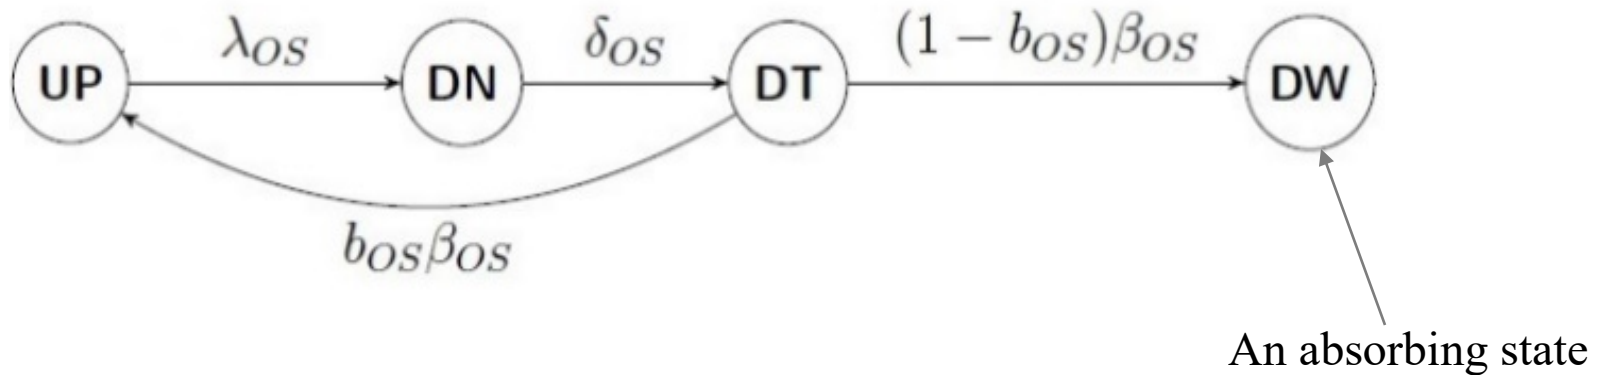 λOS δOS (1 − bOS)βOS
UP DN DT DW
bOSβOS
An absorbing state